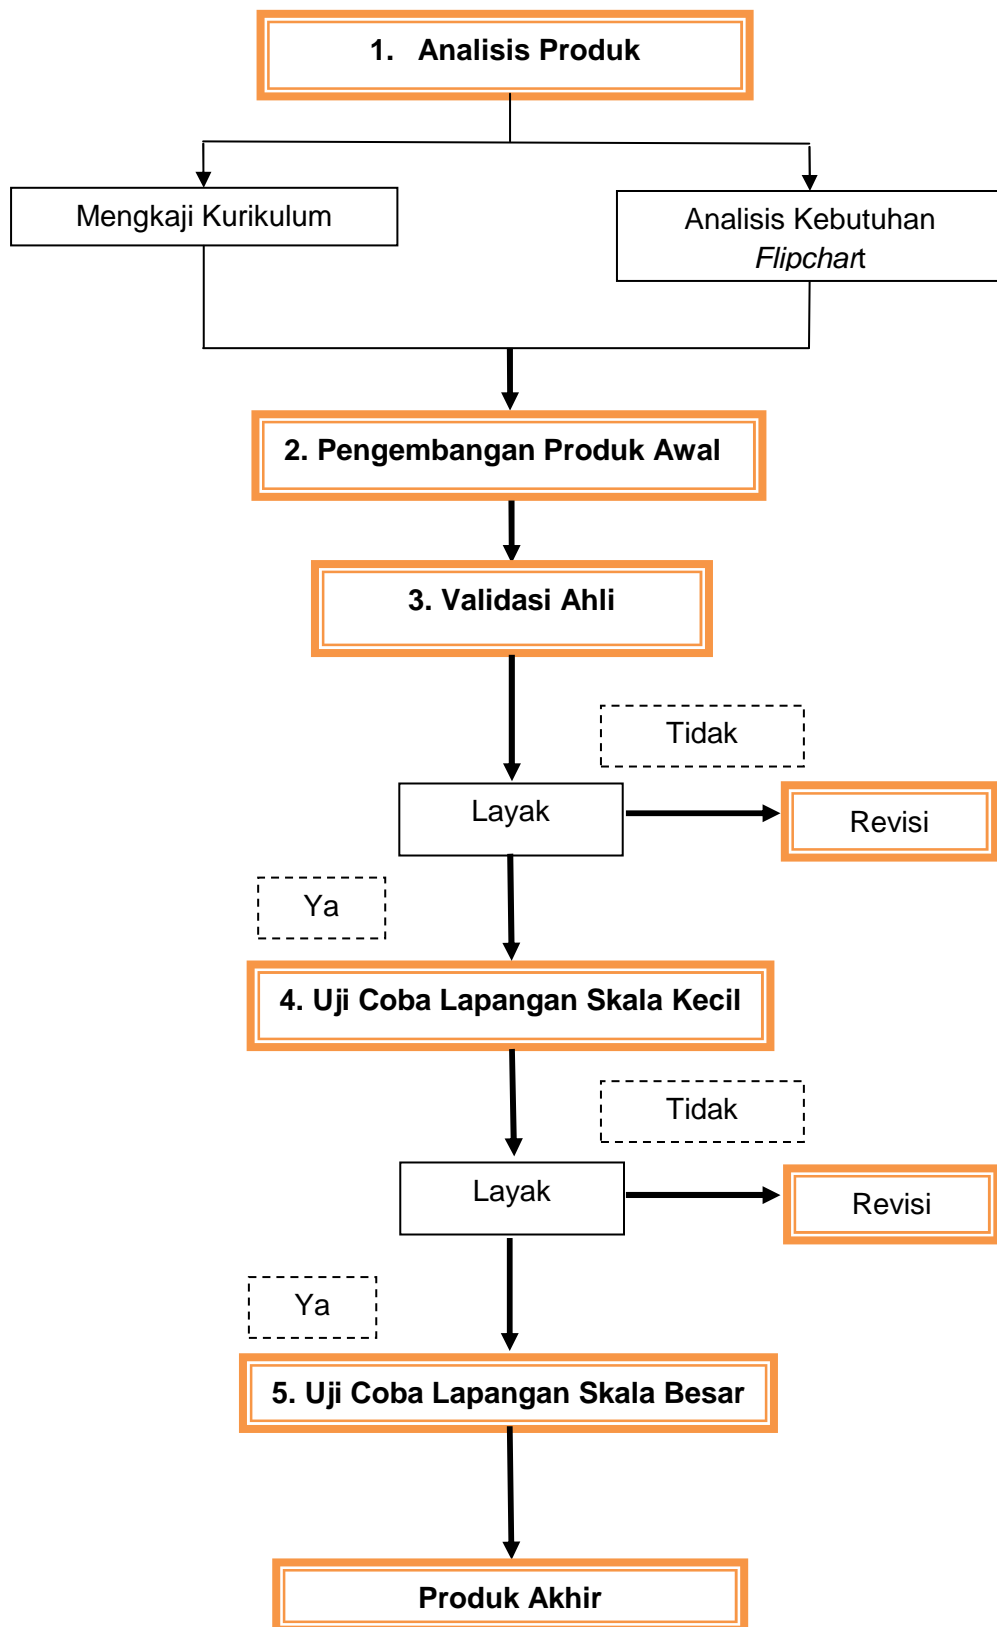 1. Analisis Produk
Mengkaji Kurikulum
Analisis Kebutuhan
Flipchart
2. Pengembangan Produk Awal
3. Validasi Ahli
Tidak
Layak
Revisi
Ya
4. Uji Coba Lapangan Skala Kecil
Tidak
Layak
Revisi
Ya
5. Uji Coba Lapangan Skala Besar
Produk Akhir